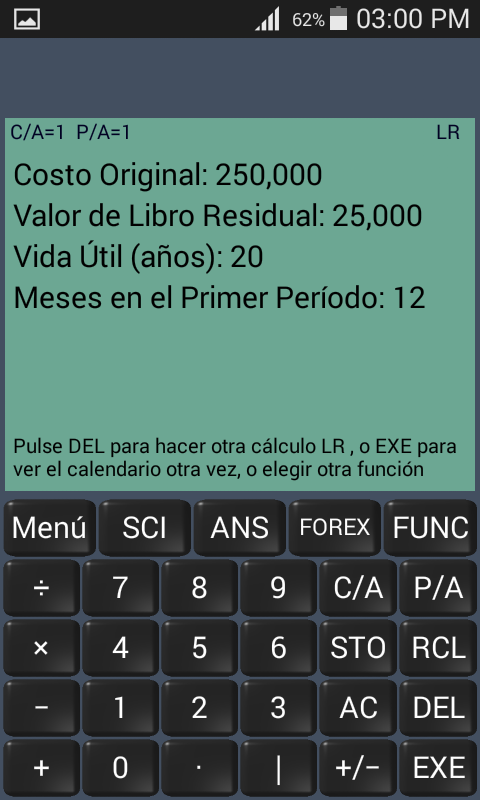 62% 03:00 PM
C/A=1 P/A=1 LR
Costo Original: 250,000
Valor de Libro Residual: 25,000
Vida Útil (años): 20
Meses en el Primer Período: 12
Pulse DEL para hacer otra cálculo LR , o EXE para
ver el calendario otra vez, o elegir otra función
Menú SCI ANS FOREX FUNC
÷ 7 8 9 C/A P/A
× 4 5 6 STO RCL
− 1 2 3 AC DEL
+ 0 · | +/− EXE